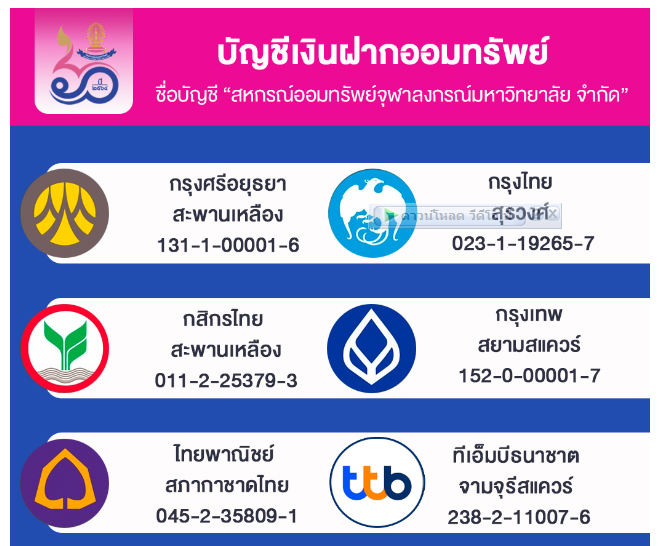 ปี
๒๕๖๔
บัญชีเงินฝากออมทรัพย์
ชื่อบัญชี “สหกรณ์ออมทรัพย์จุฬาลงกรณ์มหาวิทยาลัย จำกัด”
กรุงศรีอยุธยา
สะพานเหลือง
131-1-00001-6
กรุงไทย
สุรวงศ์
ดาวน์โหลด วีดีโ
023-1-19265-7
กสิกรไทย
สะพานเหลือง
011-2-25379-3
กรุงเทพ
สยามสแควร์
152-0-00001-7
ไทยพาณิชย์
สภากาชาดไทย
045-2-35809-1
ttb
ทีเอ็มบีธนาชาต
จามจุรีสแควร์
238-2-11007-6